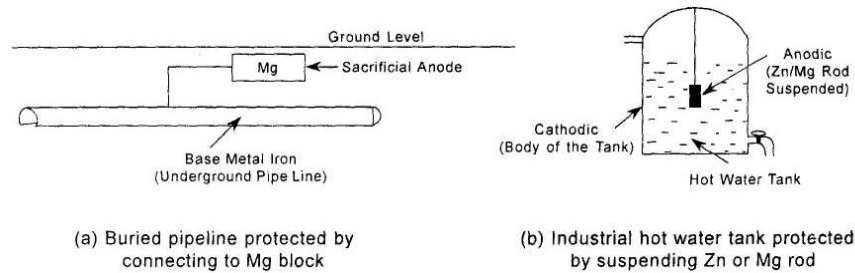 Ground Level
Mg
Sacrificial Anode
Base Metal Iron
(Underground Pipe Line)
(a) Buried pipeline protected by
connecting to Mg block
Anodic
(Zn/Mg Rod
Suspended)
Cathodic
(Body of the Tank)
Hot Water Tank
(b) Industrial hot water tank protected
by suspending Zn or Mg rod